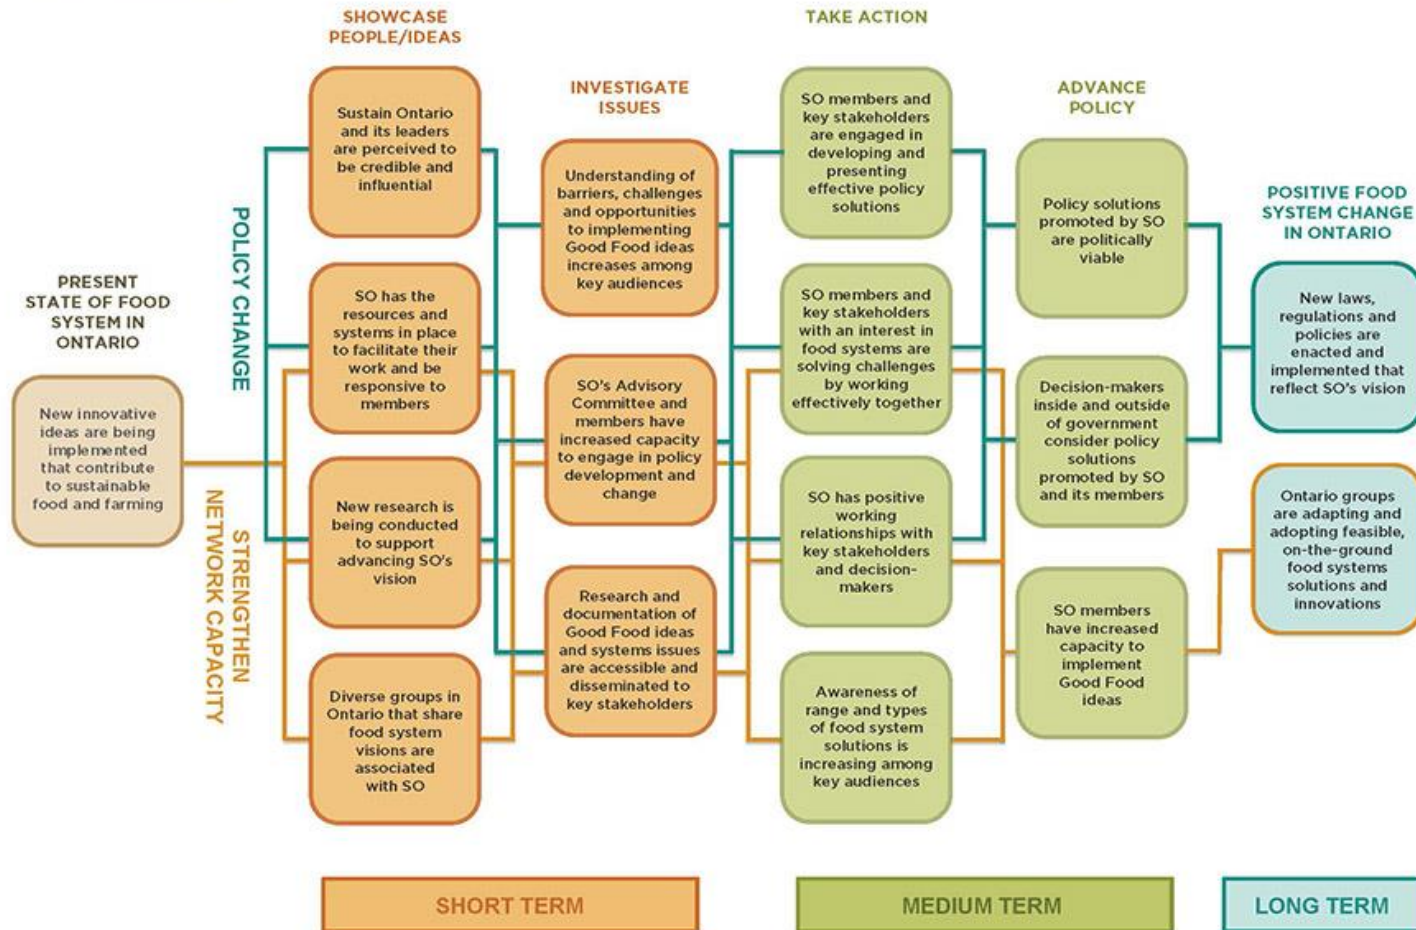 SHOWCASE
PEOPLE/IDEAS
TAKE ACTION
INVESTIGATE
ISSUES
ADVANCE
POLICY
POSITIVE FOOD
SYSTEM CHANGE
IN ONTARIO
PRESENT
STATE OF FOOD
SYSTEM IN
ONTARIO
New innovative
ideas are being
implemented
that contribute
to sustainable
food and farming
POLICY CHANGE
STRENGTHEN
NETWORK CAPACITY
Sustain Ontario
and its leaders
are perceived to
be credible and
influential
SO has the
resources and
systems in place
to facilitate their
work and be
responsive to
members
New research is
being conducted
to support
advancing SO's
vision
Diverse groups in
Ontario that share
food system
visions are
associated
with SO
Understanding of
barriers, challenges
and opportunities
to implementing
Good Food ideas
increases among
key audiences
SO's Advisory
Committee and
members have
increased capacity
to engage in policy
development and
change
Research and
documentation of
Good Food ideas
and systems issues
are accessible and
disseminated to
key stakeholders
SO members and
key stakeholders
are engaged in
developing and
presenting
effective policy
solutions
SO members and
key stakeholders
with an interest in
food systems are
solving challenges
by working
effectively together
SO has positive
working
relationships with
key stakeholders
and decision-
makers
Awareness of
range and types
of food system
solutions is
increasing among
key audiences
Policy solutions
promoted by SO
are politically
viable
Decision-makers
inside and outside
of government
consider policy
solutions
promoted by SO
and its members
SO members
have increased
capacity to
implement
Good Food
ideas
New laws,
regulations and
policies are
enacted and
implemented that
reflect SO's vision
Ontario groups
are adapting and
adopting feasible,
on-the-ground
food systems
solutions and
innovations
SHORT TERM
MEDIUM TERM
LONG TERM